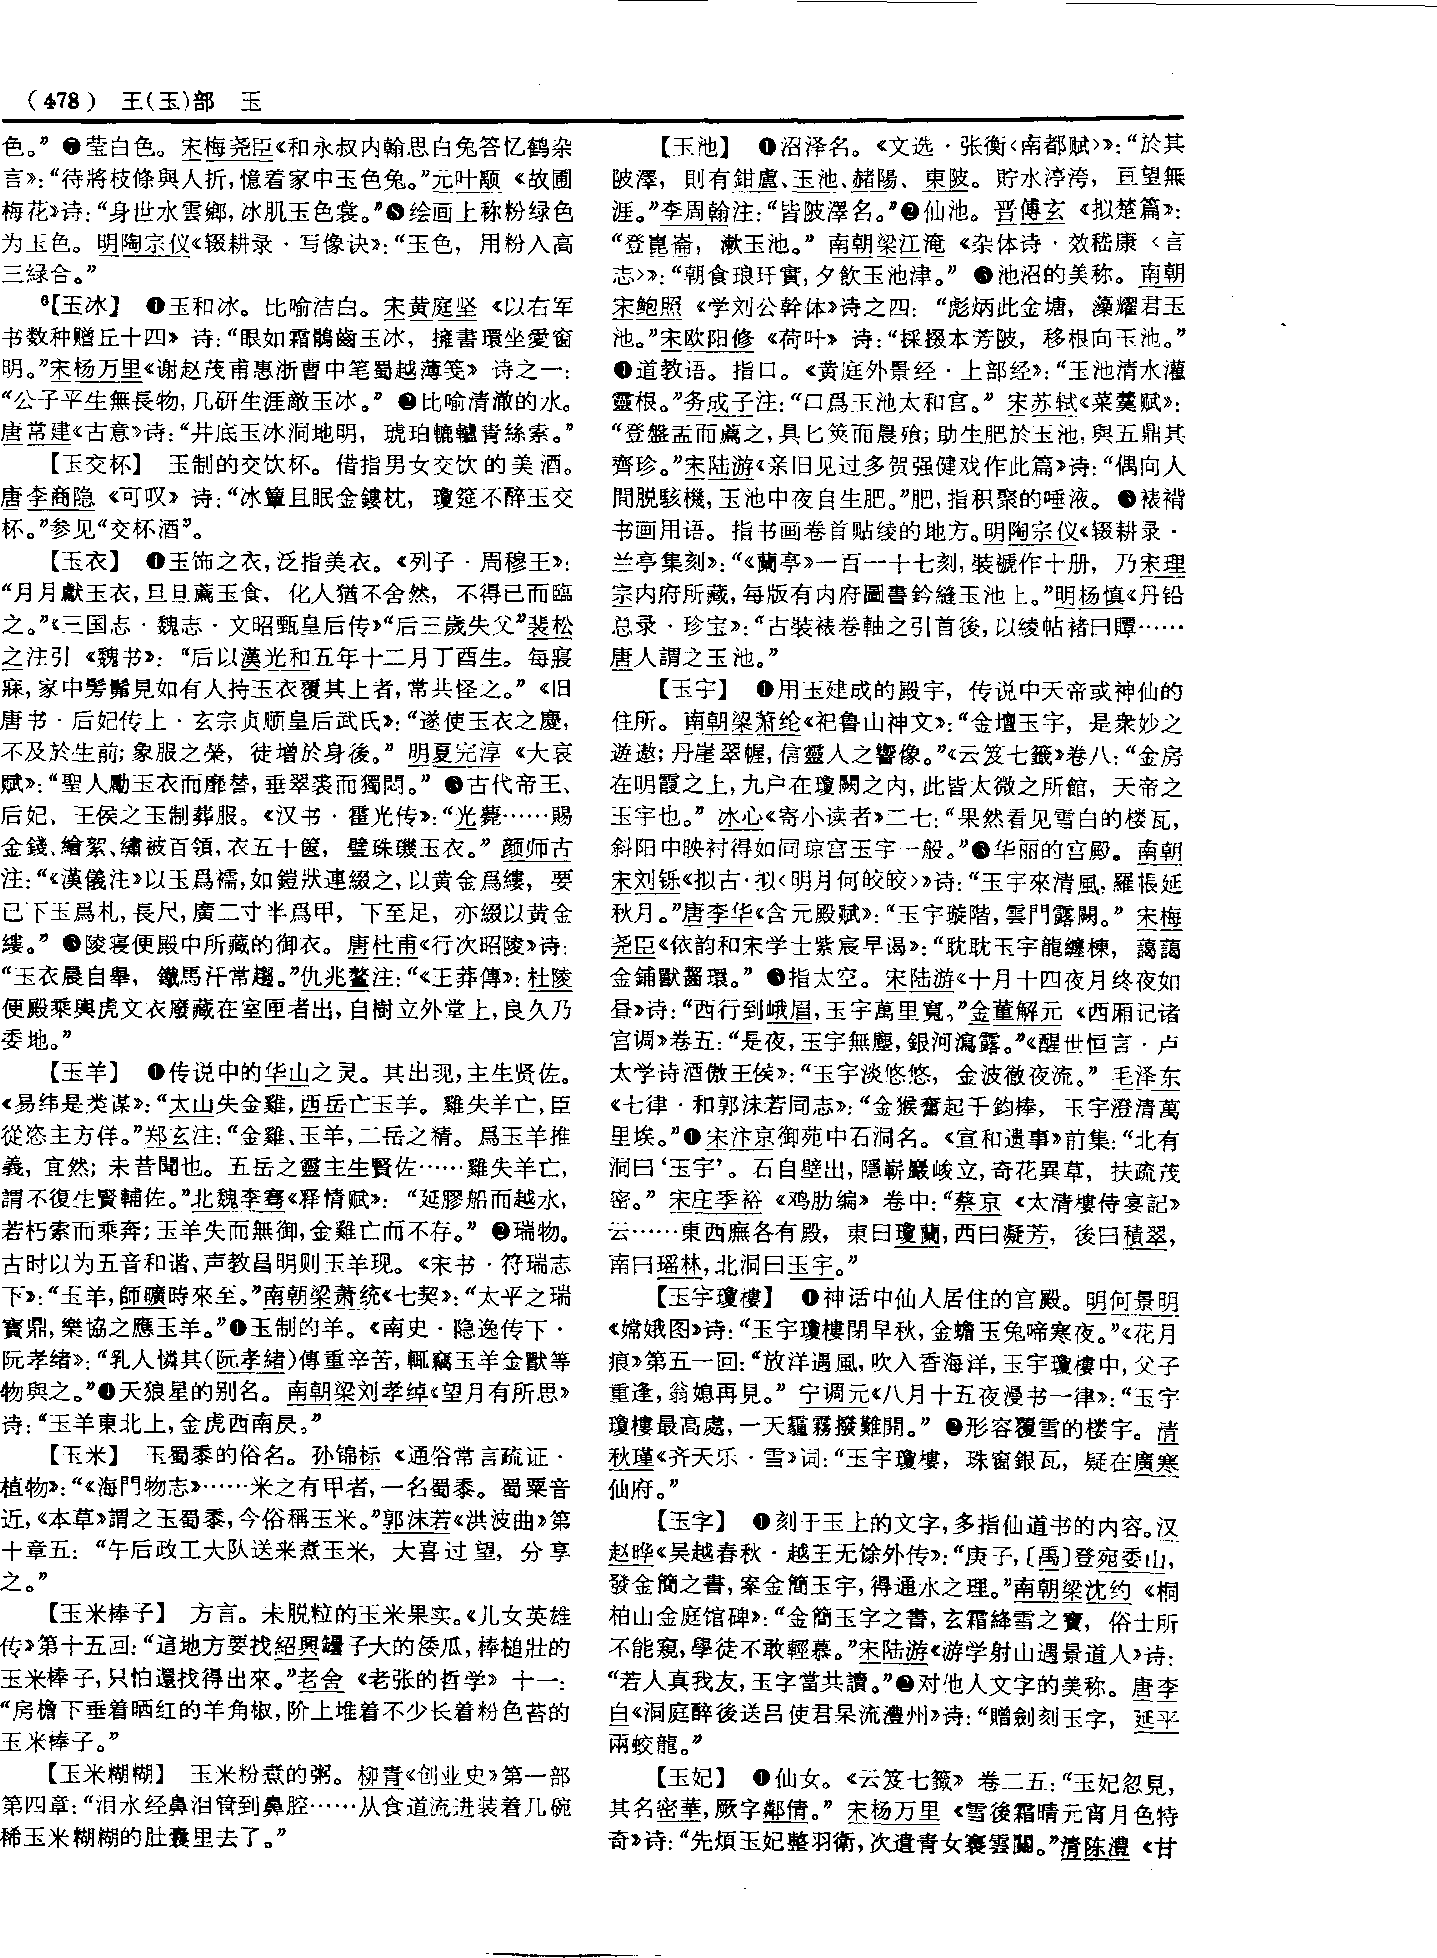 （478） 王(玉)部 玉
色。”❼莹白色。宋梅尧臣《和永叔内翰思白兔答忆鹤杂
言》：“待將枝條與人折，憶着家中玉色兔。”元叶颙《故圃
梅花》诗：“身世水雲鄉，冰肌玉色裳。”❽绘画上称粉绿色
为玉色。明陶宗仪《辍耕录·写像诀》：“玉色，用粉入高
三緑合。”
⁶【玉冰】 ❶玉和冰。比喻洁白。宋黄庭坚《以右军
书数种赠丘十四》诗：“眼如霜鶻齒玉冰，擁書環坐愛窗
明。”宋杨万里《谢赵茂甫惠浙曹中笔蜀越薄笺》诗之一：
“公子平生無長物，几研生涯敵玉冰。”❷比喻清澈的水。
唐常建《古意》诗：“井底玉冰洞地明，琥珀轆轤青絲索。”
【玉交杯】 玉制的交饮杯。借指男女交饮的美酒。
唐李商隐《可叹》诗：“冰簟且眠金鏤枕，瓊筵不醉玉交
杯。”参见“交杯酒”。
【玉衣】 ❶玉饰之衣，泛指美衣。《列子·周穆王》：
“月月獻玉衣，旦旦薦玉食，化人猶不舍然，不得已而臨
之。”《三国志·魏志·文昭甄皇后传》“后三歲失父”裴松
之注引《魏书》：“后以漢光和五年十二月丁酉生。每寢
寐，家中髣髴見如有人持玉衣覆其上者，常共怪之。”《旧
唐书·后妃传上·玄宗贞顺皇后武氏》：“遂使玉衣之慶，
不及於生前；象服之榮，徒增於身後。”明夏完淳《大哀
赋》：“聖人勵玉衣而靡嘗，垂翠裘而獨悶。”❷古代帝王、
后妃，王侯之玉制葬服。《汉书·霍光传》：“光薨……賜
金錢、繒絮、繡被百領，衣五十篋，璧珠璣玉衣。”颜师古
注：“《漢儀注》以玉爲襦，如鎧狀連綴之，以黄金爲縷，要
已下玉爲札，長尺，廣二寸半爲甲，下至足，亦綴以黄金
縷。”❸陵寝便殿中所藏的御衣。唐杜甫《行次昭陵》诗：
“玉衣晨自舉，鐵馬汗常趨。”仇兆鳌注：“《王莽傳》：杜陵
便殿乘輿虎文衣廢藏在室匣者出，自樹立外堂上，良久乃
委地。”
【玉羊】 ❶传说中的华山之灵。其出现，主生贤佐。
《易纬是类谋》：“太山失金雞，西岳亡玉羊。雞失羊亡，臣
從恣主方佯。”郑玄注：“金雞、玉羊，二岳之精。爲玉羊推
義，宜然；未昔聞也。五岳之靈主生賢佐……雞失羊亡，
謂不復生賢輔佐。”北魏李骞《释情赋》：“延膠船而越水，
若朽索而乘奔；玉羊失而無御，金雞亡而不存。”❷瑞物。
古时以为五音和谐、声教昌明则玉羊现。《宋书·符瑞志
下》：“玉羊，師曠時來至。”南朝梁萧统《七契》：“太平之瑞
寶鼎，樂協之應玉羊。”❸玉制的羊。《南史·隐逸传下·
阮孝绪》：“乳人憐其(阮孝緒)傳重辛苦，輒竊玉羊金獸等
物與之。”❹天狼星的别名。南朝梁刘孝绰《望月有所思》
诗：“玉羊東北上，金虎西南昃。”
【玉米】 玉蜀黍的俗名。孙锦标《通俗常言疏证·
植物》：“《海門物志》……米之有甲者，一名蜀黍。蜀粟音
近，《本草》謂之玉蜀黍，今俗稱玉米。”郭沫若《洪波曲》第
十章五：“午后政工大队送来煮玉米，大喜过望，分享
之。”
【玉米棒子】 方言。未脱粒的玉米果实。《儿女英雄
传》第十五回：“這地方要找紹興罎子大的倭瓜，棒槌壯的
玉米棒子，只怕還找得出來。”老舍《老张的哲学》十一：
“房檐下垂着晒红的羊角椒，阶上堆着不少长着粉色苔的
玉米棒子。”
【玉米糊糊】 玉米粉煮的粥。柳青《创业史》第一部
第四章：“泪水经鼻泪管到鼻腔……从食道流进装着几碗
稀玉米糊糊的肚囊里去了。”
【玉池】 ❶沼泽名。《文选·张衡〈南都赋〉》：“於其
陂澤，則有鉗盧、玉池、赭陽、東陂。貯水渟洿，亘望無
涯。”李周翰注：“皆陂澤名。”❷仙池。晋傅玄《拟楚篇》：
“登崑崙，漱玉池。”南朝梁江淹《杂体诗·效嵇康〈言
志〉》：“朝食琅玕實，夕飲玉池津。”❸池沼的美称。南朝
宋鲍照《学刘公幹体》诗之四：“彪炳此金塘，藻耀君玉
池。”宋欧阳修《荷叶》诗：“採掇本芳陂，移根向玉池。”
❹道教语。指口。《黄庭外景经·上部经》：“玉池清水灌
靈根。”务成子注：“口爲玉池太和宫。”宋苏轼《菜羹赋》：
“登盤盂而薦之，具匕筴而晨飧；助生肥於玉池，與五鼎其
齊珍。”宋陆游《亲旧见过多贺强健戏作此篇》诗：“偶向人
間脱駭機，玉池中夜自生肥。”肥，指积聚的唾液。❺裱褙
书画用语。指书画卷首贴绫的地方。明陶宗仪《辍耕录·
兰亭集刻》：“《蘭亭》一百一十七刻，裝褫作十册，乃宋理
宗内府所藏，每版有内府圖書鈐縫玉池上。”明杨慎《丹铅
总录·珍宝》：“古裝裱卷軸之引首後，以绫帖褚曰贉……
唐人謂之玉池。”
【玉宇】 ❶用玉建成的殿宇，传说中天帝或神仙的
住所。南朝梁萧纶《祀鲁山神文》：“金壇玉宇，是衆妙之
遊遨；丹崖翠幄，信靈人之響像。”《云笈七籤》卷八：“金房
在明霞之上，九户在瓊闕之内，此皆太微之所館，天帝之
玉宇也。”冰心《寄小读者》二七：“果然看见雪白的楼瓦，
斜阳中映衬得如同琼宫玉宇一般。”❷华丽的宫殿。南朝
宋刘铄《拟古·拟〈明月何皎皎〉》诗：“玉宇來清風，羅帳延
秋月。”唐李华《含元殿赋》：“玉宇璇階，雲門露闕。”宋梅
尧臣《依韵和宋学士紫宸早谒》：“耽耽玉宇龍纏棟，藹藹
金鋪獸齧環。”❸指太空。宋陆游《十月十四夜月终夜如
昼》诗：“西行到峨眉，玉宇萬里寬。”金董解元《西厢记诸
宫调》卷五：“是夜，玉宇無塵，銀河瀉露。”《醒世恒言·卢
太学诗酒傲王侯》：“玉宇淡悠悠，金波徹夜流。”毛泽东
《七律·和郭沫若同志》：“金猴奮起千鈞棒，玉宇澄清萬
里埃。”❹宋汴京御苑中石洞名。《宣和遗事》前集：“北有
洞曰‘玉宇’。石自壁出，隱嶄巖峻立，奇花異草，扶疏茂
密。”宋庄季裕《鸡肋编》卷中：“蔡京《太清樓侍宴記》
云……東西廡各有殿，東曰瓊蘭，西曰凝芳，後曰積翠，
南曰瑶林，北洞曰玉宇。”
【玉宇瓊樓】 ❶神话中仙人居住的宫殿。明何景明
《嫦娥图》诗：“玉宇瓊樓閉早秋，金蟾玉兔啼寒夜。”《花月
痕》第五一回：“放洋遇風，吹入香海洋，玉宇瓊樓中，父子
重逢，翁媳再見。”宁调元《八月十五夜漫书一律》：“玉宇
瓊樓最高處，一天霾霧撥難開。”❷形容覆雪的楼宇。清
秋瑾《齐天乐·雪》词：“玉宇瓊樓，珠窗銀瓦，疑在廣寒
仙府。”
【玉字】 ❶刻于玉上的文字，多指仙道书的内容。汉
赵晔《吴越春秋·越王无馀外传》：“庚子，〔禹〕登宛委山，
發金簡之書，案金簡玉字，得通水之理。”南朝梁沈约《桐
柏山金庭馆碑》：“金簡玉字之書，玄霜絳雪之寶，俗士所
不能窺，學徒不敢輕慕。”宋陆游《游学射山遇景道人》诗：
“若人真我友，玉字當共讀。”❷对他人文字的美称。唐李
白《洞庭醉後送吕使君杲流澧州》诗：“贈劍刻玉字，延平
兩蛟龍。”
【玉妃】 ❶仙女。《云笈七籤》卷二五：“玉妃忽見，
其名密華，厥字鄰倩。”宋杨万里《雪後霜晴元宵月色特
奇》诗：“先煩玉妃整羽衛，次遣青女褰雲關。”清陈澧《甘